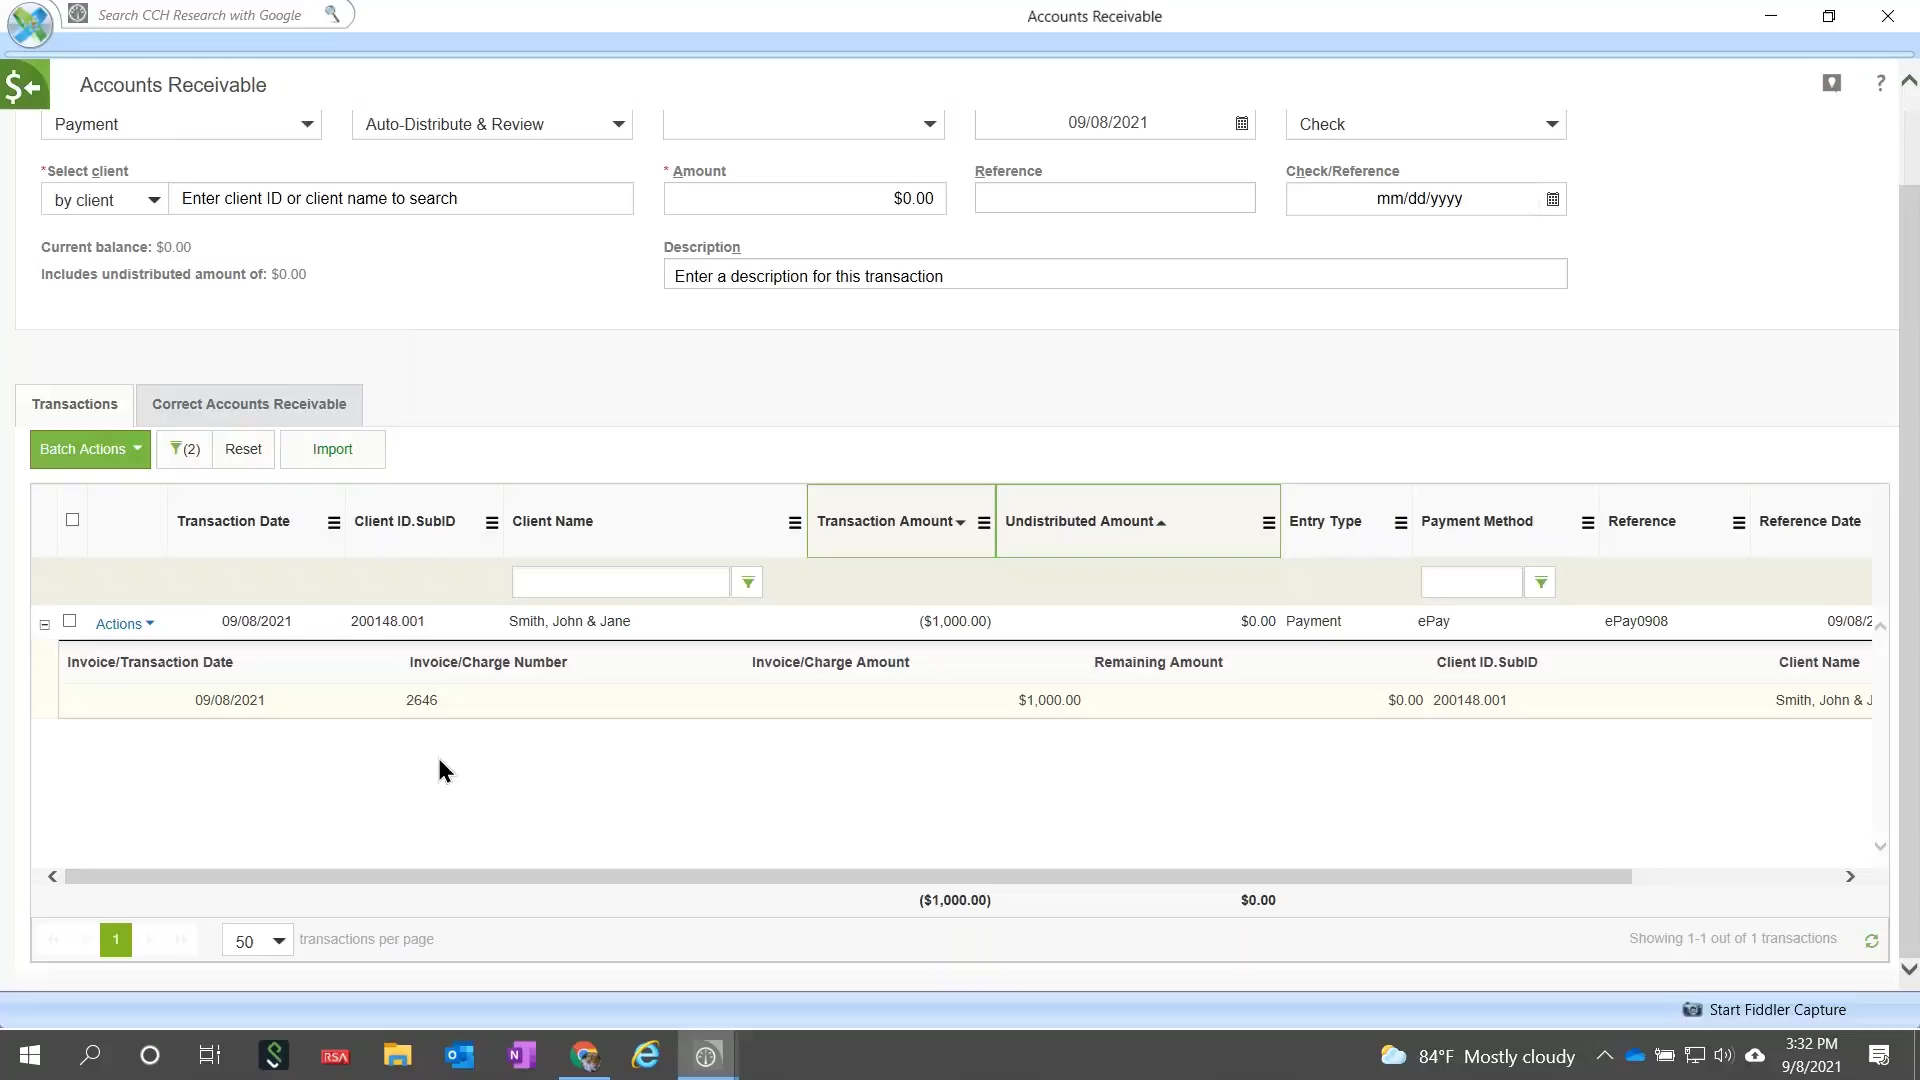 Search CCH Research with Google
Accounts Receivable
$
Accounts Receivable
?
Payment
Auto-Distribute & Review
09/08/2021
Check
*Select client
* Amount
Reference
Check/Reference
by client
Enter client ID or client name to search
$0.00
mm/dd/yyyy
Current balance: $0.00
Description
Includes undistributed amount of: $0.00
Enter a description for this transaction
Transactions
Correct Accounts Receivable
Batch Actions
(2)
Reset
Import
Transaction Date
Client ID.SubID
Client Name
Transaction Amount
Undistributed Amount
Entry Type
Payment Method
Reference
Reference Date
Actions
09/08/2021
200148.001
Smith, John & Jane
($1,000.00)
$0.00
Payment
ePay
ePay0908
09/08/2
Invoice/Transaction Date
Invoice/Charge Number
Invoice/Charge Amount
Remaining Amount
Client ID.SubID
Client Name
09/08/2021
2646
$1,000.00
$0.00
200148.001
Smith, John & J
($1,000.00)
$0.00
1
50
transactions per page
Showing 1-1 out of 1 transactions
Start Fiddler Capture
RSA
N
84°F Mostly cloudy
3:32 PM
9/8/2021